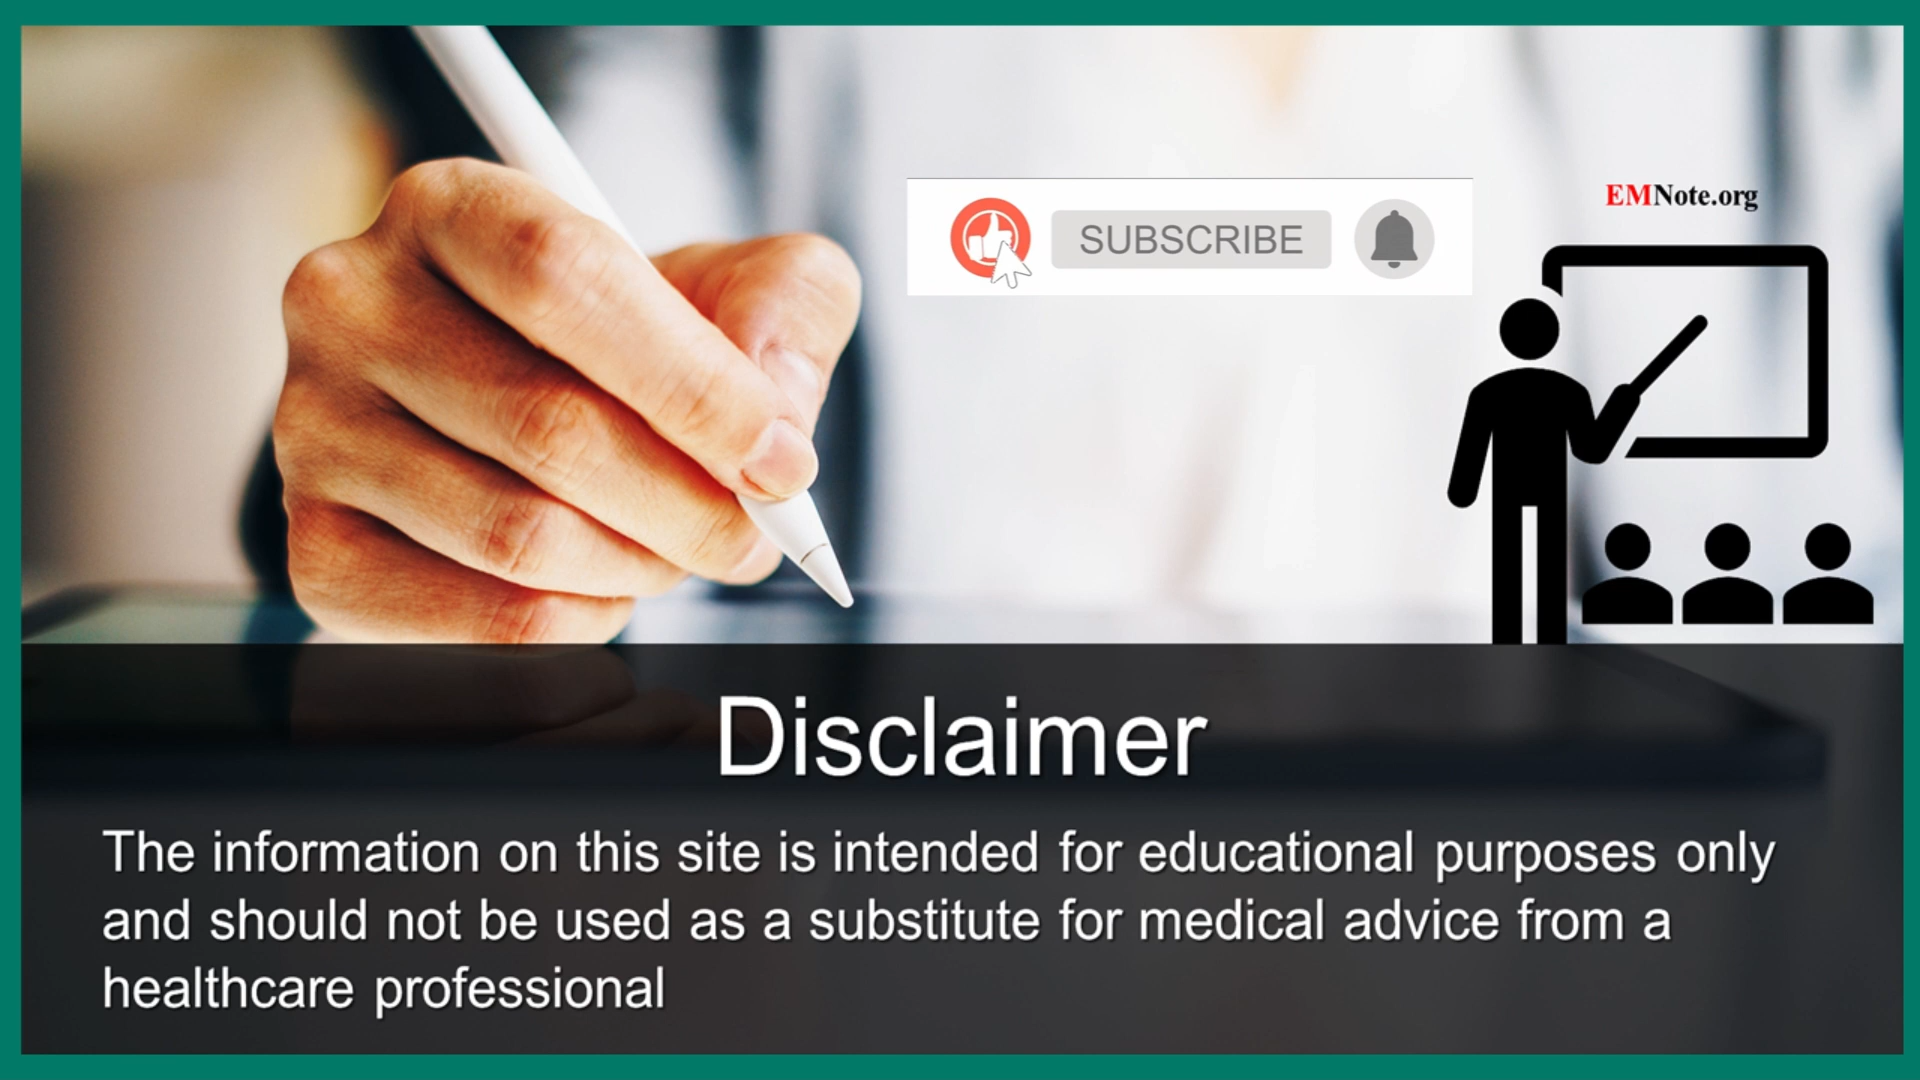 EMNote.org
SUBSCRIBE
Disclaimer
The information on this site is intended for educational purposes only
and should not be used as a substitute for medical advice from a
healthcare professional